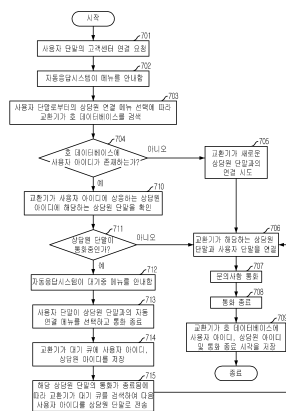 시작
701
사용자 단말의 고객센터 연결 요청
702
자동응답시스템이 메뉴를 안내함
703
사용자 단말로부터의 상담원 연결 메뉴 선택에 따라
교환기가 호 데이터베이스를 검색
704
호 데이터베이스에
사용자 아이디가 존재하는가?
아니오
예
705
교환기가 새로운
상담원 단말과의
연결 시도
710
교환기가 사용자 아이디에 상응하는 상담원
아이디에 해당하는 상담원 단말을 확인
711
상담원 단말이
통화중인가?
아니오
예
706
교환기가 해당하는 상담원
단말과 사용자 단말을 연결
707
문의사항 통화
708
통화 종료
709
교환기가 호 데이터베이스에
사용자 아이디, 상담원 아이디
및 통화 종료 시각을 저장
종료
712
자동응답시스템이 대기중 메뉴를 안내함
713
사용자 단말이 상담원 단말과의 자동
연결 메뉴를 선택하고 통화 종료
714
교환기가 대기 큐에 사용자 아이디,
상담원 아이디를 저장
715
해당 상담원 단말의 통화가 종료됨에
따라 교환기가 대기 큐를 검색하여 다음
사용자 아이디를 상담원 단말로 전송